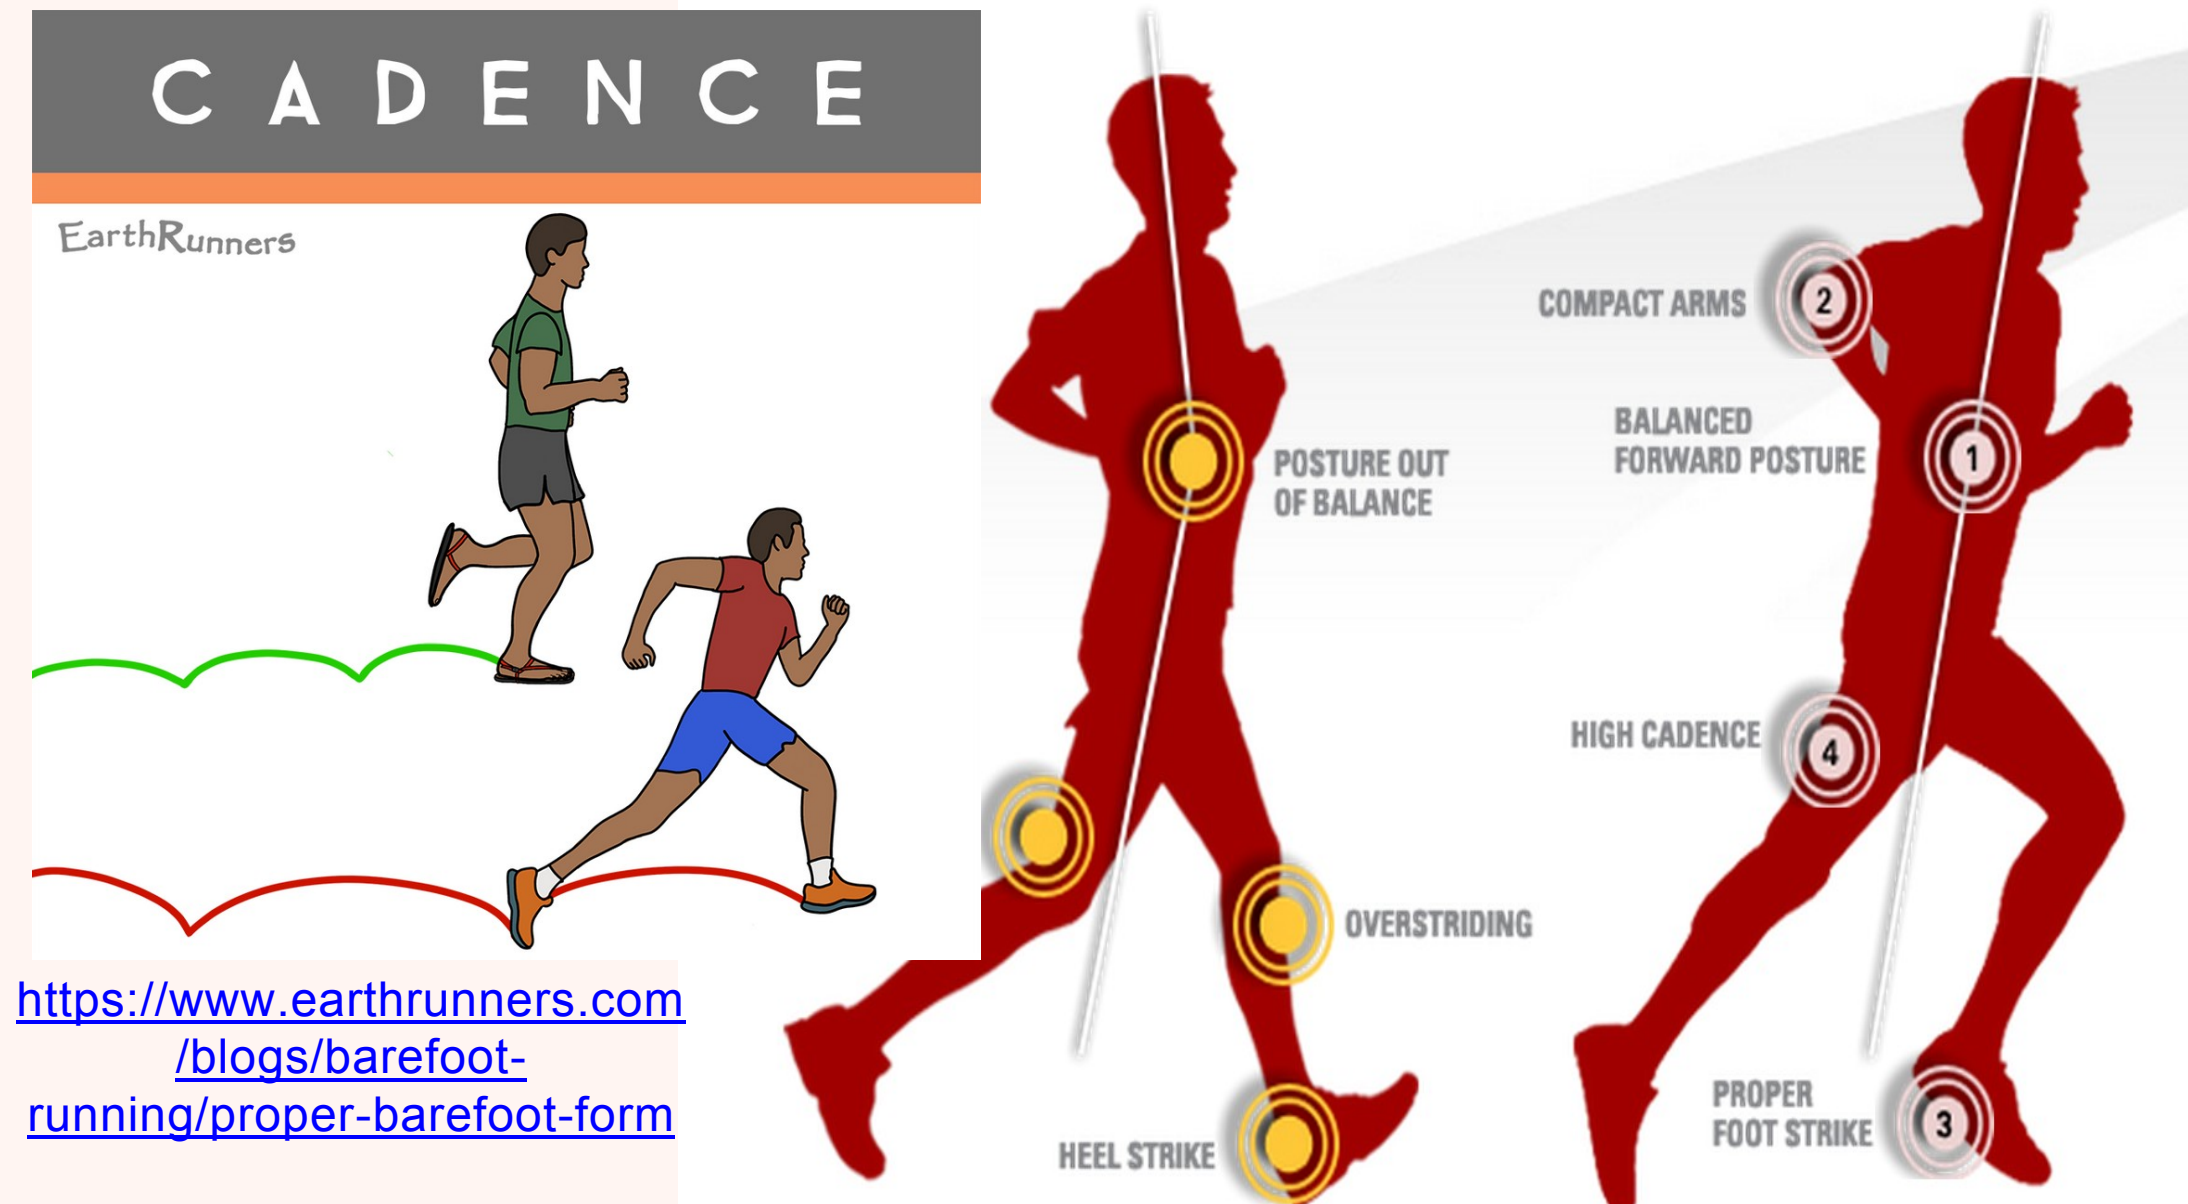 CADENCE
EarthRunners
https://www.earthrunners.com
/blogs/barefoot-
running/proper-barefoot-form
POSTURE OUT
OF BALANCE
OVERSTRIDING
HEEL STRIKE
COMPACT ARMS
2
BALANCED
FORWARD POSTURE
1
HIGH CADENCE
4
PROPER
FOOT STRIKE
3